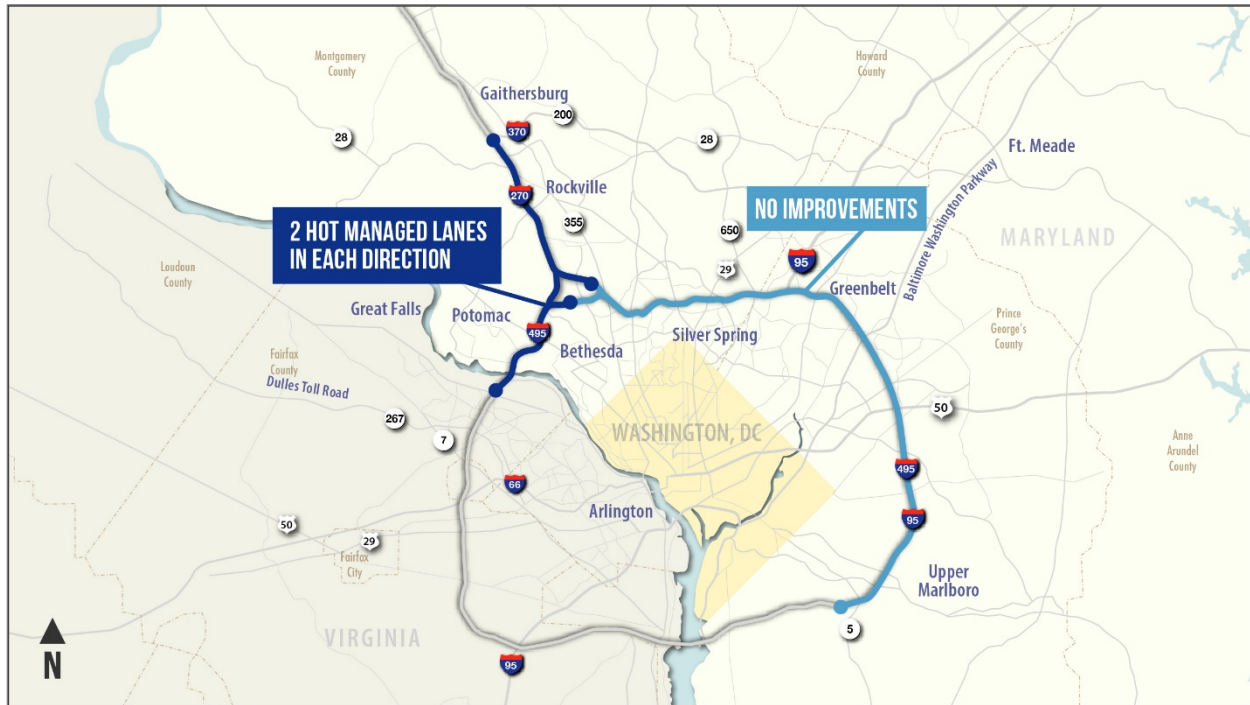 Montgomery
County
Howard
County
Gaithersburg
370
200
28
28
Ft. Meade
270
Rockville
355
650
NO IMPROVEMENTS
Baltimore Washington Parkway
2 HOT MANAGED LANES
IN EACH DIRECTION
MARYLAND
29
95
Loudoun
County
Greenbelt
Great Falls
Potomac
495
Silver Spring
Prince
George's
County
Bethesda
Fairfax
County
Dulles Toll Road
267
7
50
WASHINGTON, DC
Anne
Arundel
County
495
66
Arlington
95
50
29
Fairfax
City
Upper
Marlboro
5
VIRGINIA
95
N